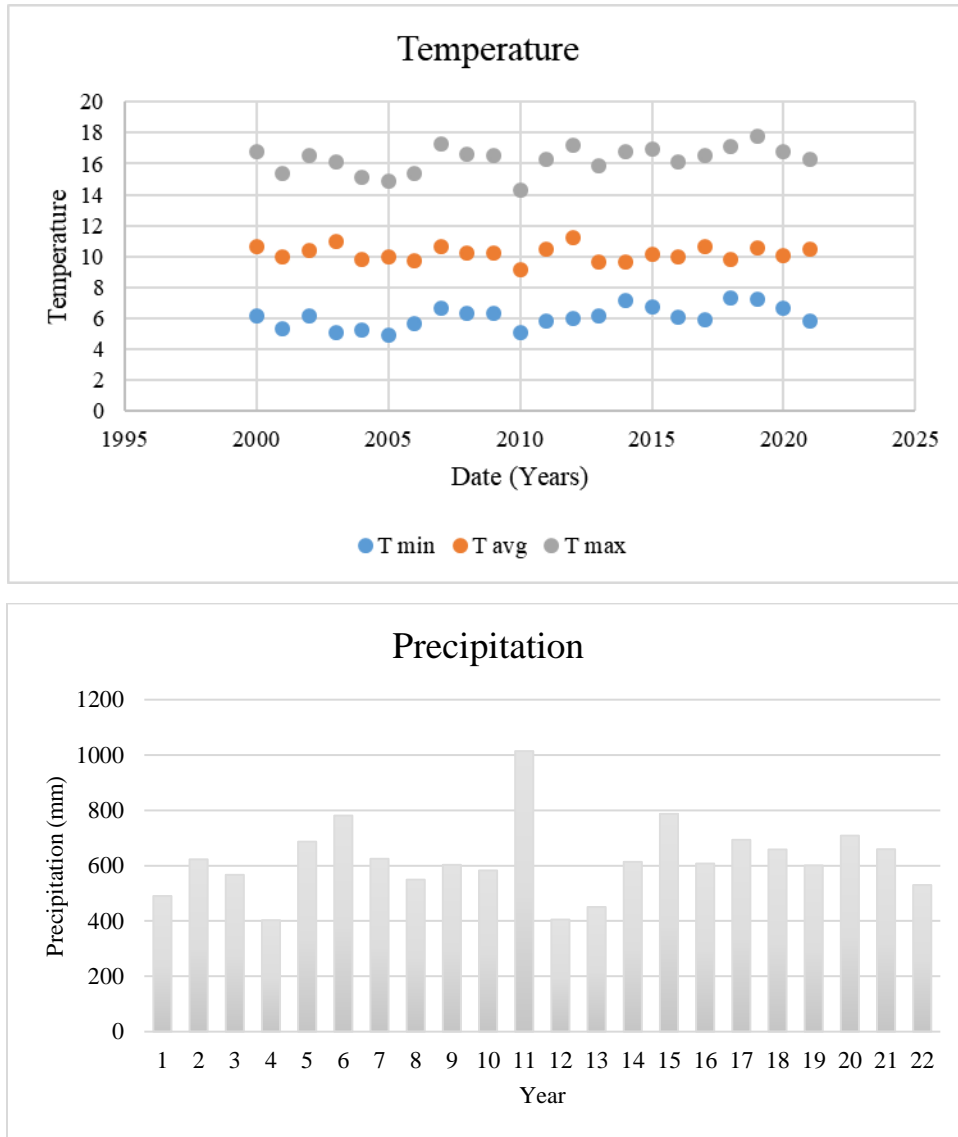 Temperature
20
18
16
14
12
10
8
6
4
2
0
Temperature
1995 2000 2005 2010 2015 2020 2025
Date (Years)
T min T avg T max
Precipitation
1200
1000
800
600
400
200
0
Precipitation (mm)
1 2 3 4 5 6 7 8 9 10 11 12 13 14 15 16 17 18 19 20 21 22
Year